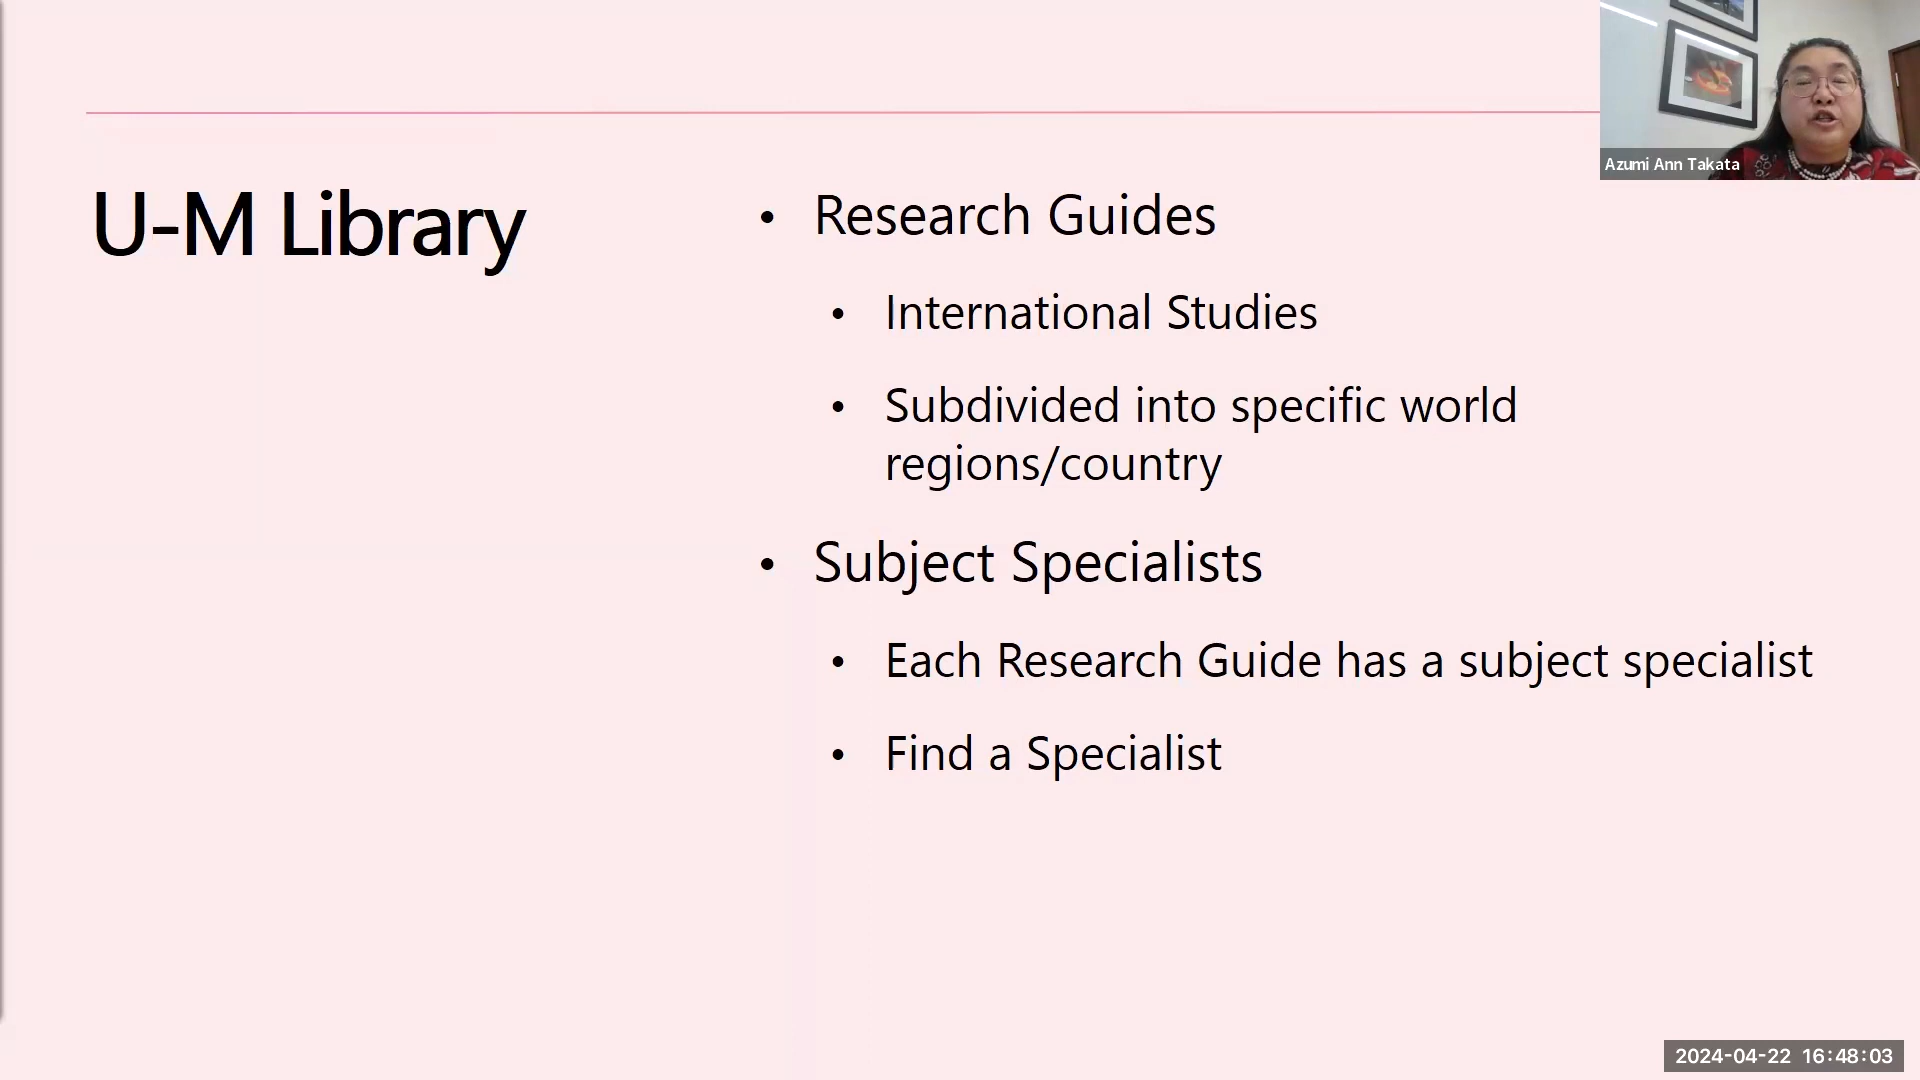 Azumi Ann Takata
U-M Library
• Research Guides
• International Studies
• Subdivided into specific world
regions/country
• Subject Specialists
• Each Research Guide has a subject specialist
• Find a Specialist
2024-04-22 16:48:03